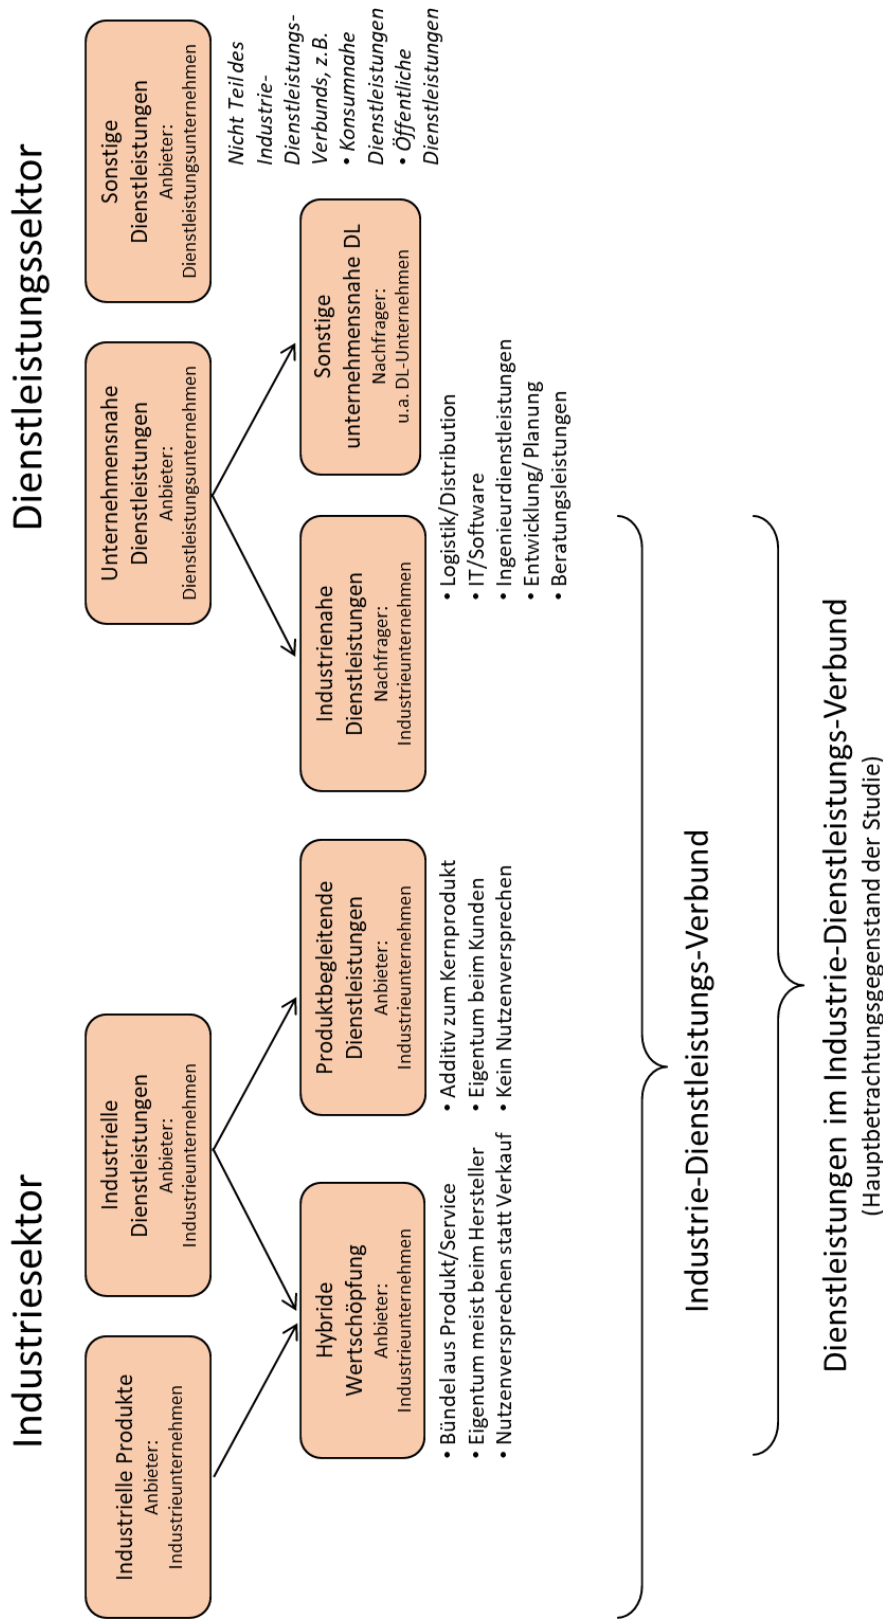 Industriesektor
Dienstleistungssektor
Industrielle Produkte
Anbieter:
Industrieunternehmen
Industrielle
Dienstleistungen
Anbieter:
Industrieunternehmen
Unternehmensnahe
Dienstleistungen
Anbieter:
Dienstleistungsunternehmen
Sonstige
Dienstleistungen
Anbieter:
Dienstleistungsunternehmen
Hybride
Wertschöpfung
Anbieter:
Industrieunternehmen
• Bündel aus Produkt/Service
• Eigentum meist beim Hersteller
• Nutzenversprechen statt Verkauf
Produktbegleitende
Dienstleistungen
Anbieter:
Industrieunternehmen
• Additiv zum Kernprodukt
• Eigentum beim Kunden
• Kein Nutzenversprechen
Industrienahe
Dienstleistungen
Nachfrager:
Industrieunternehmen
• Logistik/Distribution
• IT/Software
• Ingenieurdienstleistungen
• Entwicklung/ Planung
• Beratungsleistungen
Sonstige
unternehmensnahe DL
Nachfrager:
u.a. DL-Unternehmen
Nicht Teil des
Industrie-
Dienstleistungs-
Verbunds, z.B.
• Konsumnahe
Dienstleistungen
• Öffentliche
Dienstleistungen
Industrie-Dienstleistungs-Verbund
Dienstleistungen im Industrie-Dienstleistungs-Verbund
(Hauptbetrachtungsgegenstand der Studie)